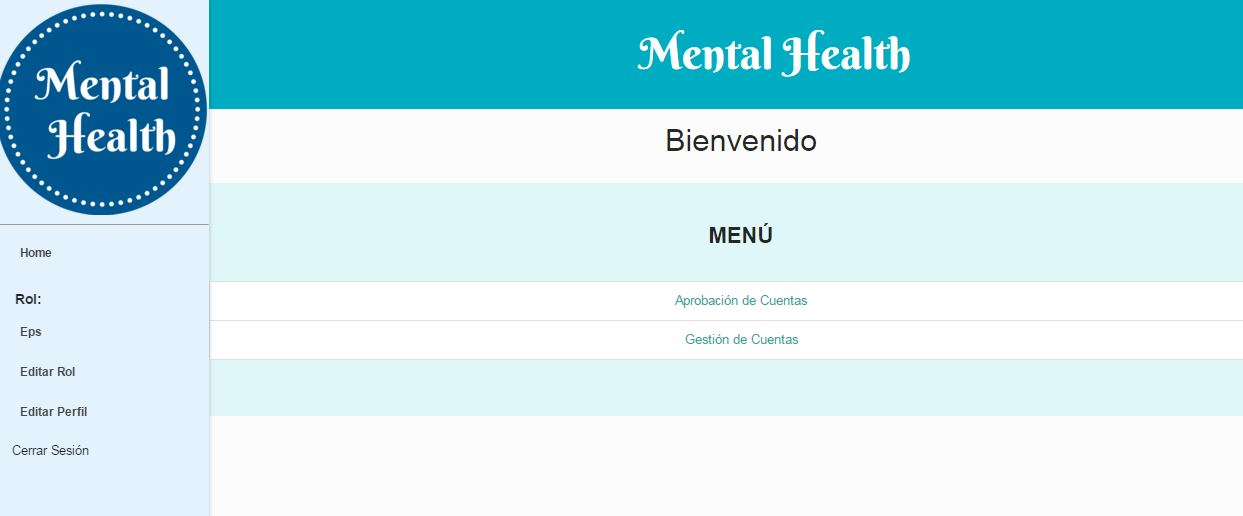 Mental
Health
Home
Rol:
Eps
Editar Rol
Editar Perfil
Cerrar Sesión
Mental Health
Bienvenido
MENÚ
Aprobación de Cuentas
Gestión de Cuentas